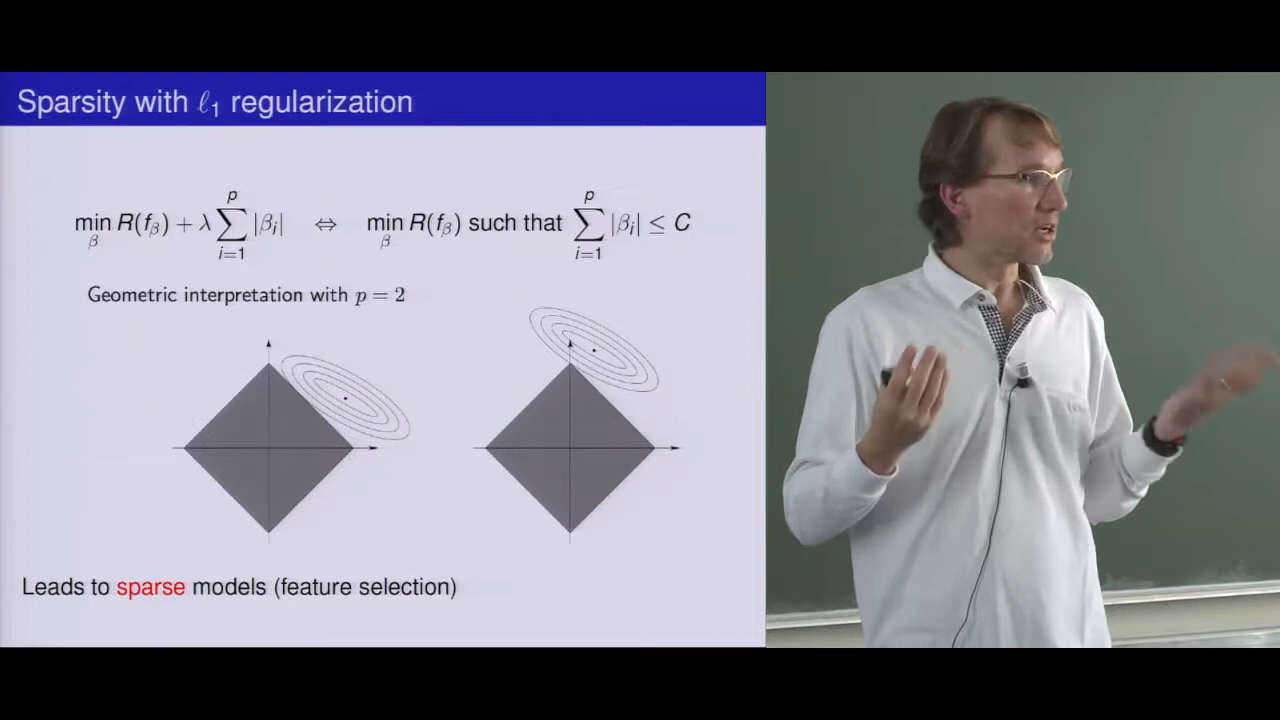 Sparsity with ℓ₁ regularization
min_β R(f_β) + λ ∑_{i=1}^{p} |β_i| ⇔ min_β R(f_β) such that ∑_{i=1}^{p} |β_i| ≤ C
Geometric interpretation with p = 2
Leads to sparse models (feature selection)